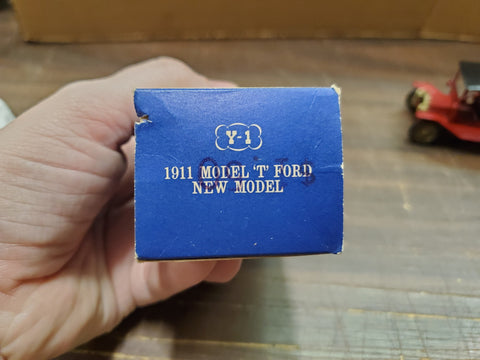 Y-1
1911 MODEL 'T' FORD
NEW MODEL